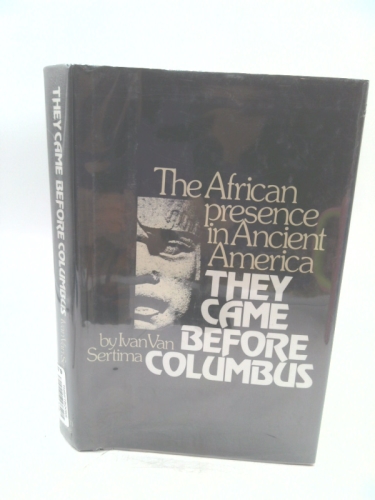 THEY CAME BEFORE COLUMBUS
The African
presence
in Ancient
America
THEY
CAME
BEFORE
COLUMBUS
by Ivan Van
Sertima